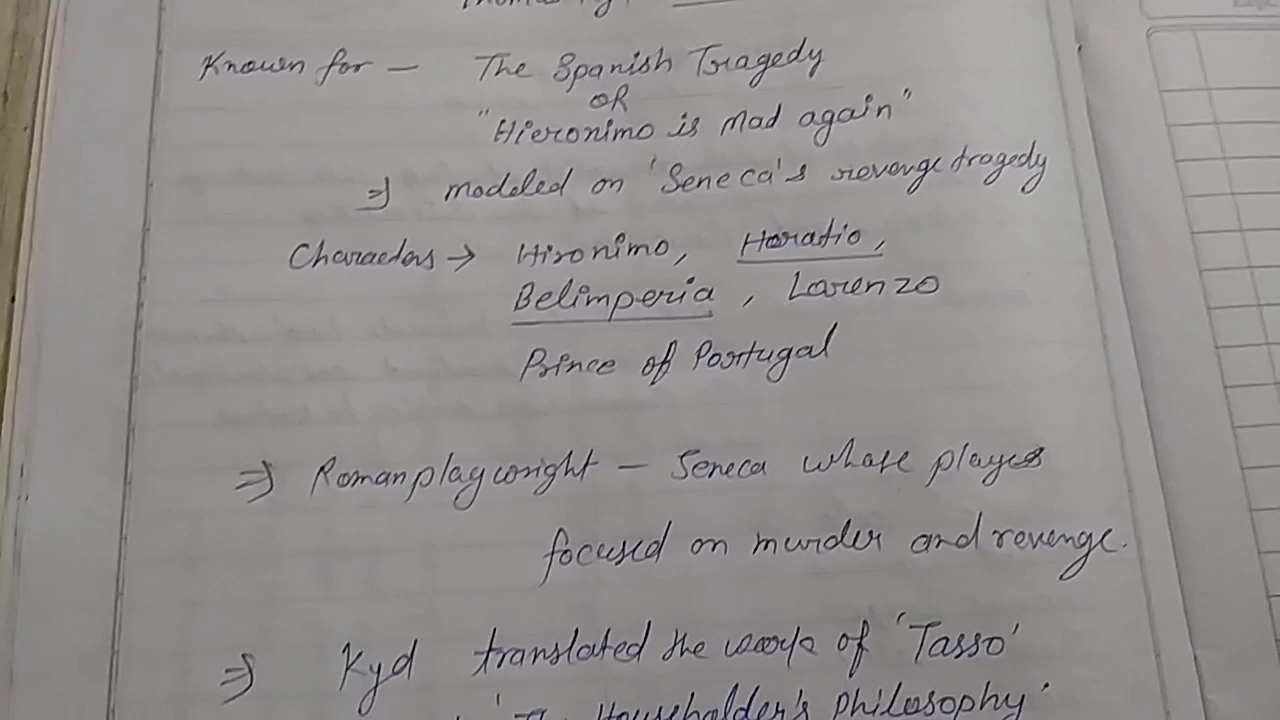 Known for - The Spanish Tragedy
OR
"Hieronimo is Mad again"
⇒ modeled on 'Seneca's revenge tragedy
Characters → Hironimo, Horatio,
Belimperia, Lorenzo
Prince of Portugal
⇒ Roman playwright - Seneca whose playes
focused on murder and revenge.
⇒ Kyd translated the work of 'Tasso'
Householder's Philosophy'